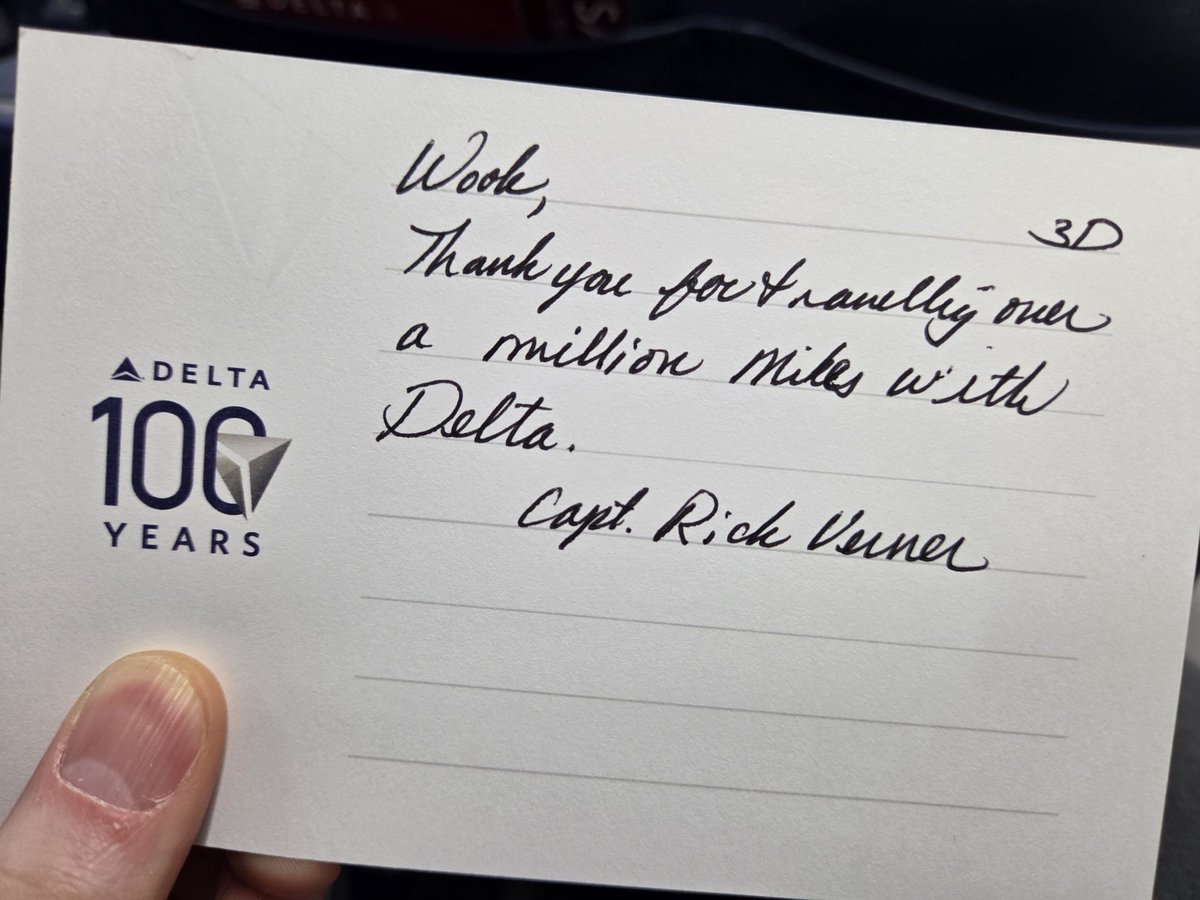 Wook,
3D
Thank you for travelling over
a million miles with
Delta.
Capt. Rick Verner
DELTA
100
YEARS